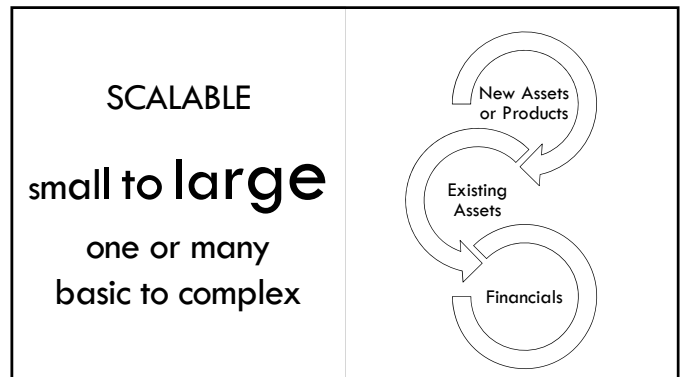 SCALABLE
small to large
one or many
basic to complex
New Assets
or Products
Existing
Assets
Financials